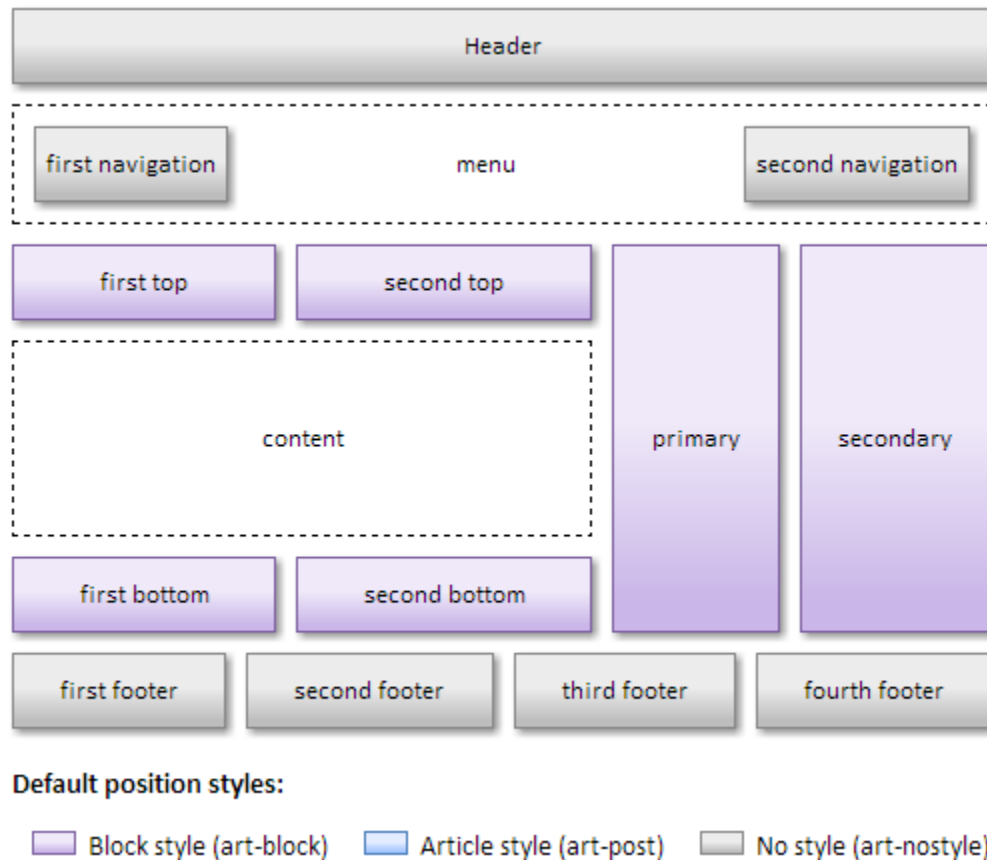 Header
first navigation menu second navigation
first top second top
content primary secondary
first bottom second bottom
first footer second footer third footer fourth footer
Default position styles:
Block style (art-block) Article style (art-post) No style (art-nostyle)